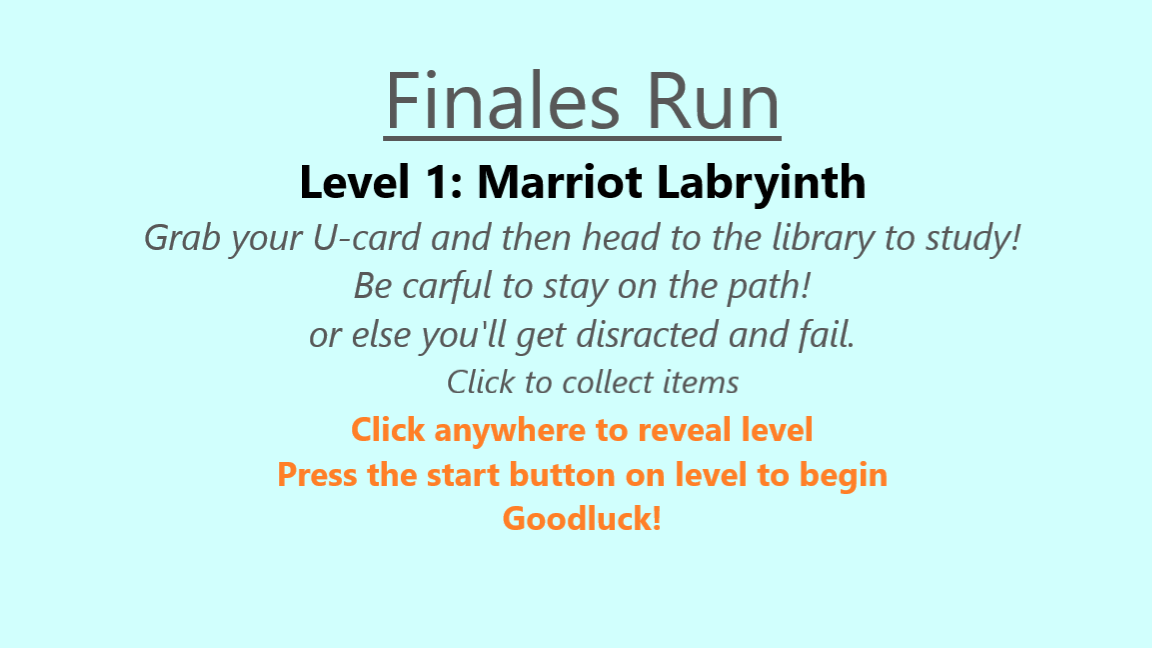 Finales Run
Level 1: Marriot Labryinth
Grab your U-card and then head to the library to study!
Be carful to stay on the path!
or else you'll get disracted and fail.
Click to collect items
Click anywhere to reveal level
Press the start button on level to begin
Goodluck!